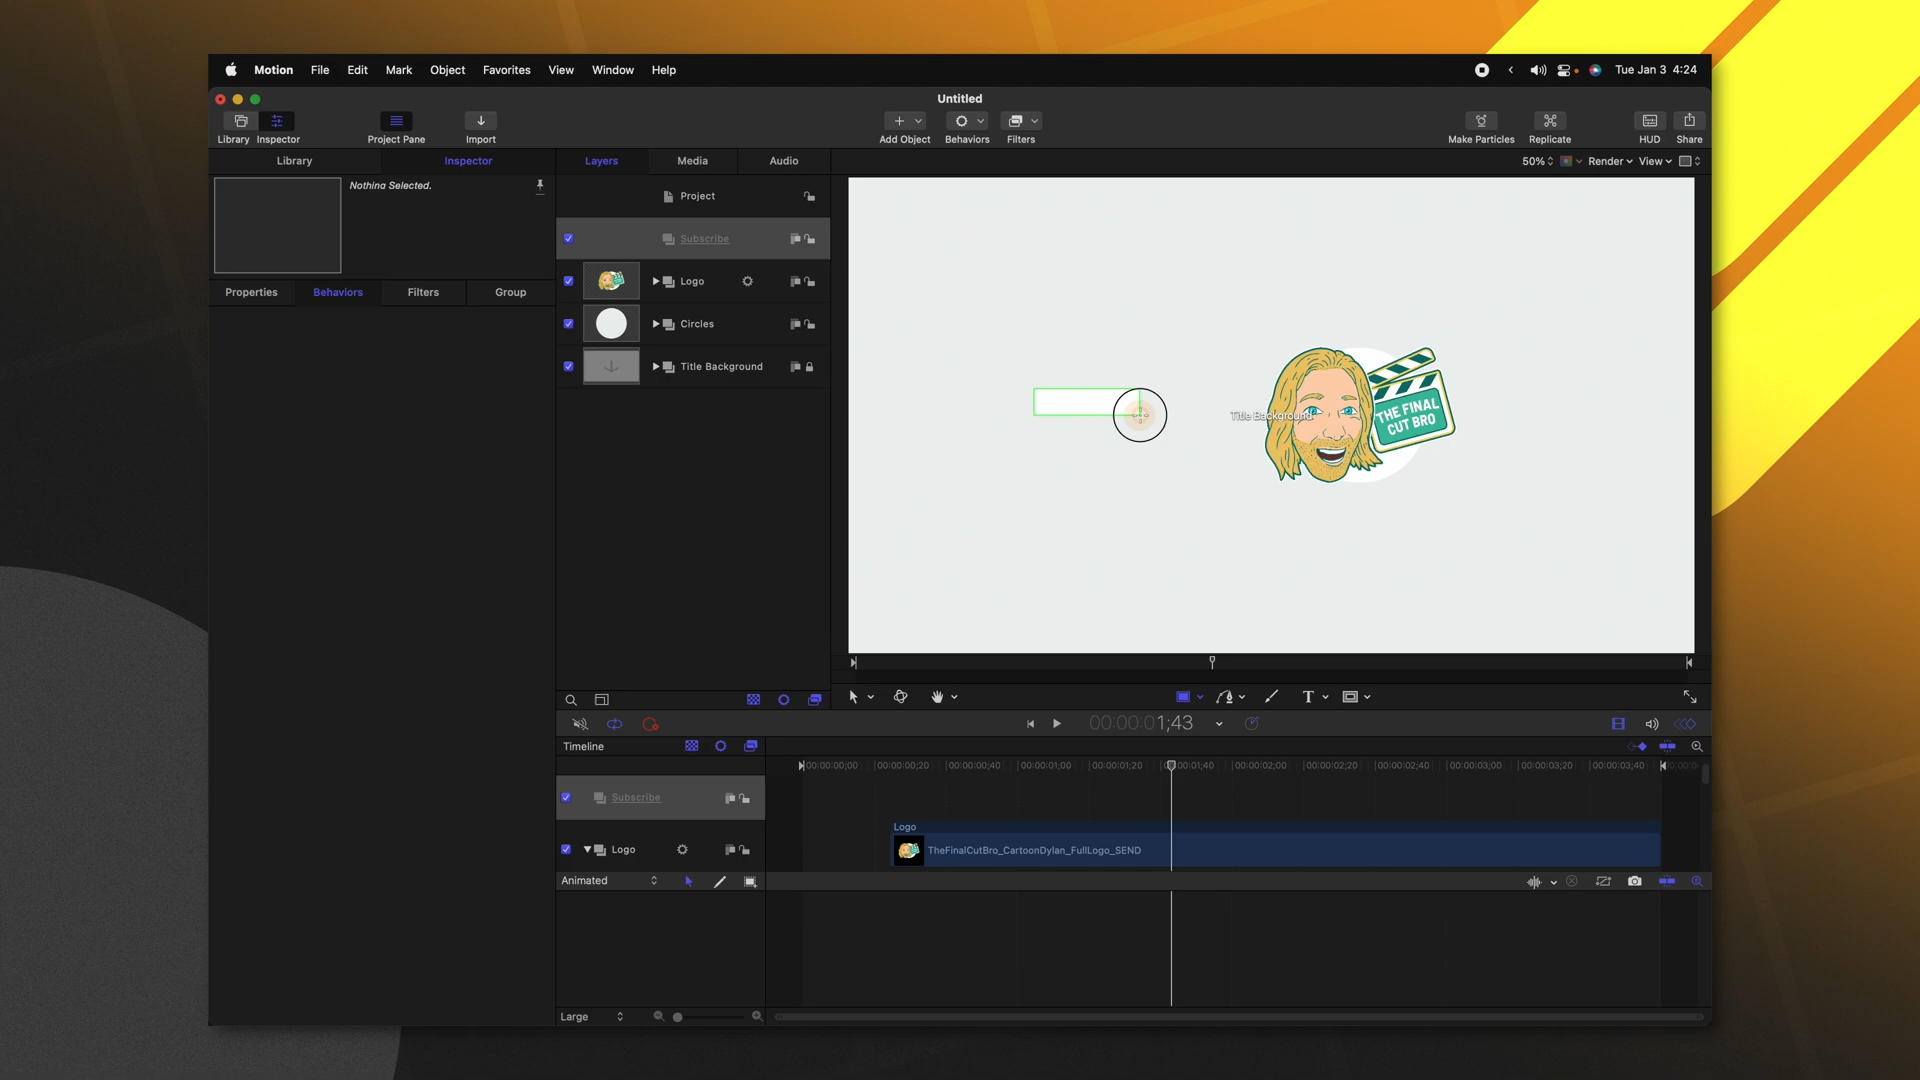 Motion File Edit Mark Object Favorites View Window Help
Tue Jan 3 4:24
Untitled
Library Inspector Project Pane Import Add Object Behaviors Filters Make Particles Replicate HUD Share
Library Inspector Layers Media Audio
50% Render View
Nothing Selected.
Project
Subscribe
Logo
Properties Behaviors Filters Group
Circles
Title Background
Title Background
THE FINAL
CUT BRO
00:00:01;43
Timeline
00:00:00;00 00:00:00;20 00:00:00;40 00:00:01;00 00:00:01;20 00:01;40 00:00:02;00 00:00:02;20 00:00:02;40 00:00:03;00 00:00:03;20 00:00:03;40
Subscribe
Logo
Logo
TheFinalCutBro_CartoonDylan_FullLogo_SEND
Animated
Large